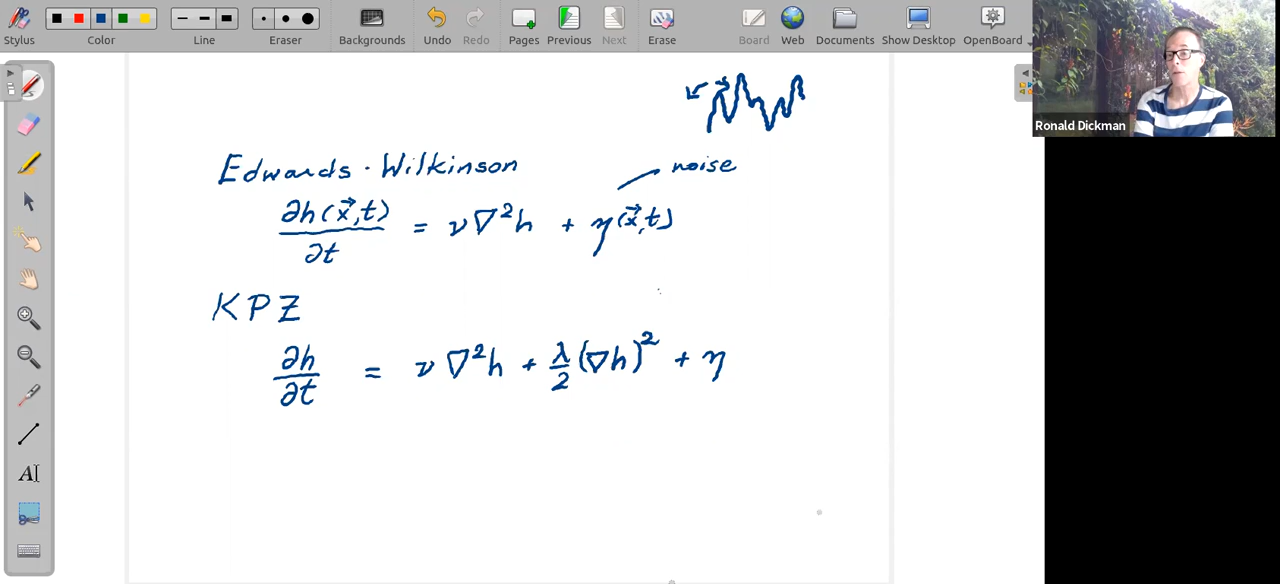 Stylus Color Line Eraser Backgrounds Undo Redo Pages Previous Next Erase Board Web Documents Show Desktop OpenBoard
Ronald Dickman
Edwards-Wilkinson
noise
∂h(x⃗,t)/∂t = ν∇²h + η(x⃗,t)
KPZ
∂h/∂t = ν∇²h + λ/2 (∇h)² + η
A